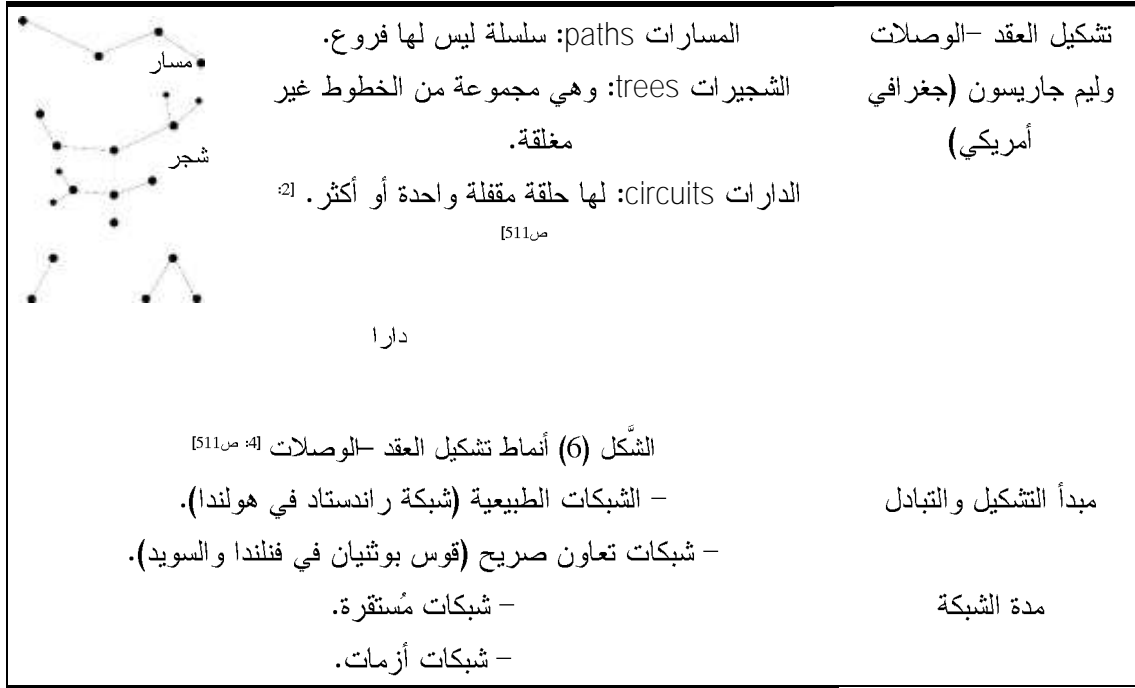 تشكيل العقد –الوصلات
وليم جاريسون (جغرافي
أمريكي)
المسارات paths: سلسلة ليس لها فروع.
الشجيرات trees: وهي مجموعة من الخطوط غير
مغلقة.
الدارات circuits: لها حلقة مقفلة واحدة أو أكثر. [2:
ص511]
مسار
شجر
دارا
الشَّكل (6) أنماط تشكيل العقد –الوصلات [4: ص511]
مبدأ التشكيل والتبادل
– الشبكات الطبيعية (شبكة راندستاد في هولندا).
– شبكات تعاون صريح (قوس بوثنيان في فنلندا والسويد).
مدة الشبكة
– شبكات مُستقرة.
– شبكات أزمات.